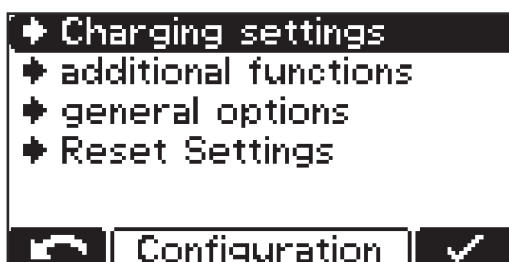 Charging settings
additional functions
general options
Reset Settings
Configuration